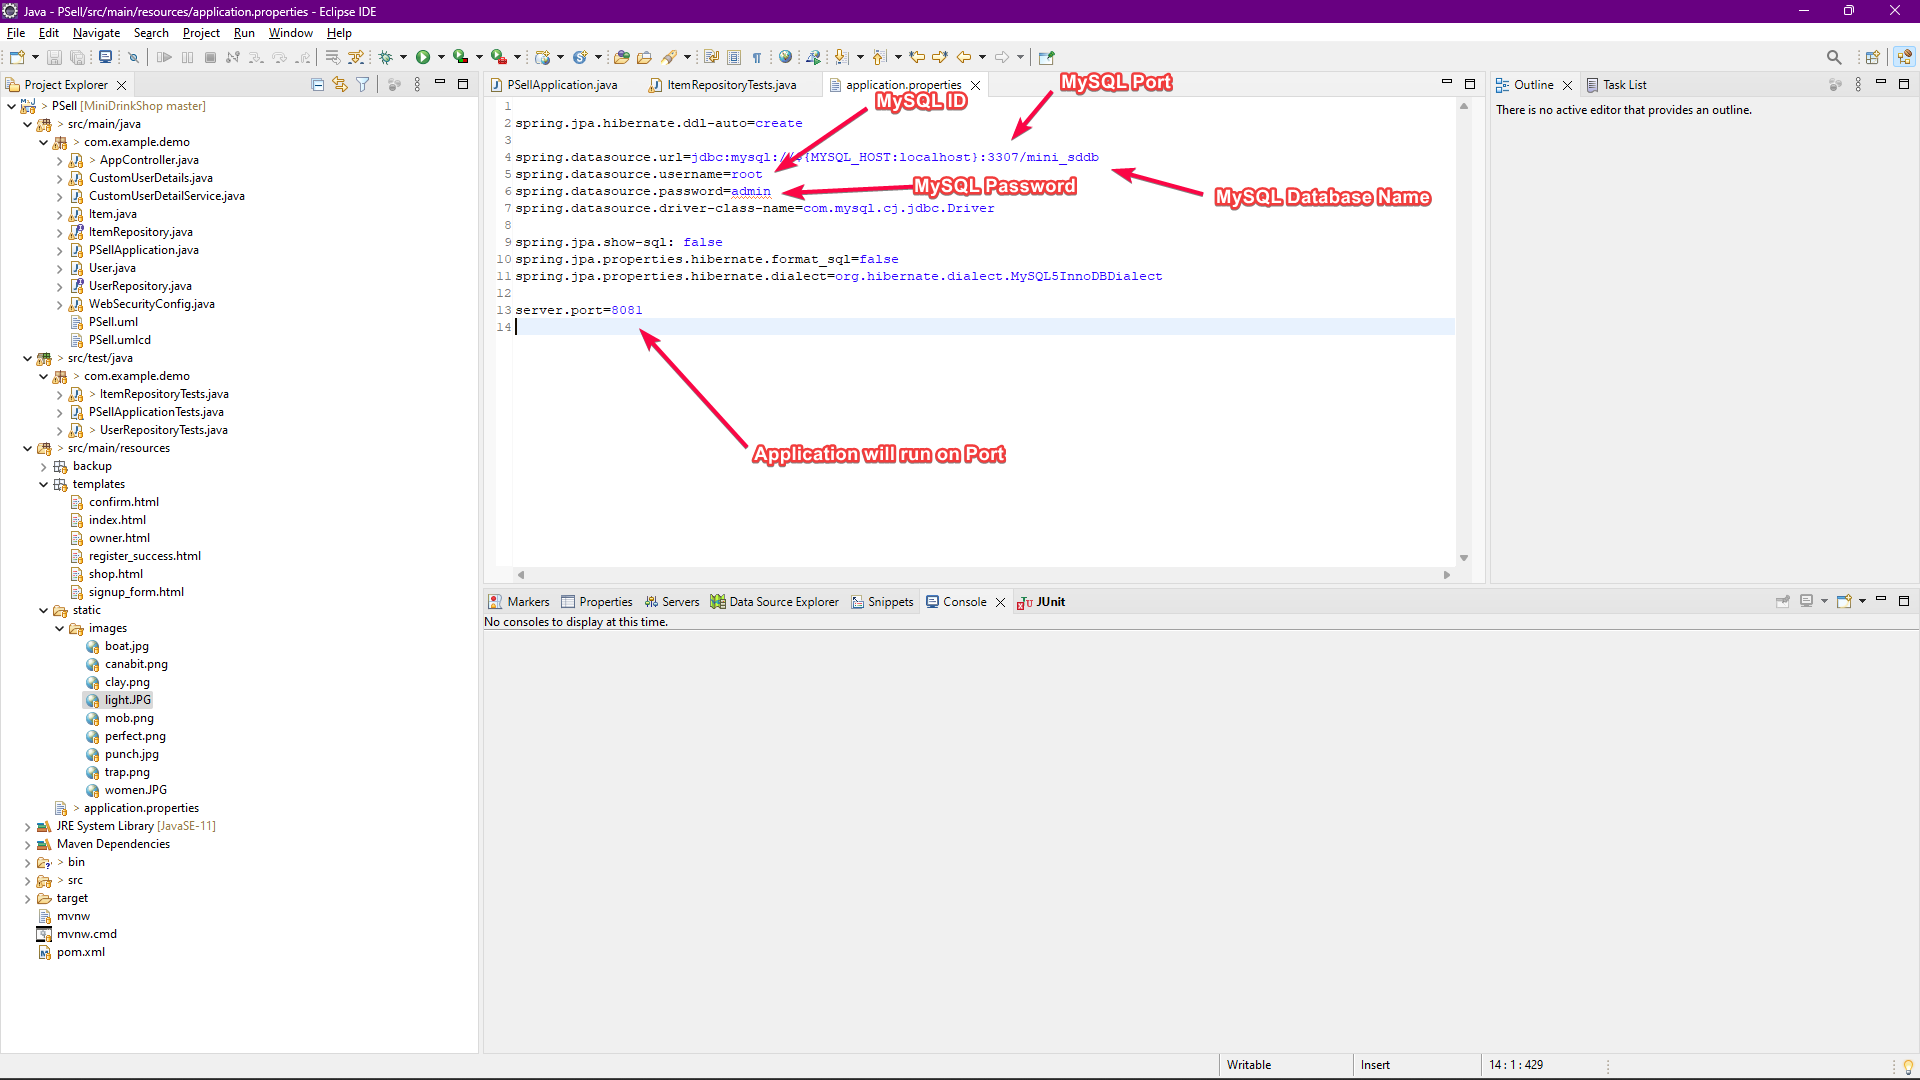 Java - PSell/src/main/resources/application.properties - Eclipse IDE
File Edit Navigate Search Project Run Window Help
Project Explorer
> PSell [MiniDrinkShop master]
> src/main/java
> com.example.demo
> AppController.java
CustomUserDetails.java
CustomUserDetailService.java
Item.java
ItemRepository.java
PSellApplication.java
User.java
UserRepository.java
WebSecurityConfig.java
PSell.uml
PSell.umlcd
> src/test/java
> com.example.demo
> ItemRepositoryTests.java
PSellApplicationTests.java
> UserRepositoryTests.java
> src/main/resources
backup
templates
confirm.html
index.html
owner.html
register_success.html
shop.html
signup_form.html
static
images
boat.jpg
canabit.png
clay.png
light.JPG
mob.png
perfect.png
punch.jpg
trap.png
women.JPG
> application.properties
JRE System Library [JavaSE-11]
Maven Dependencies
> bin
> src
target
mvnw
mvnw.cmd
pom.xml
PSellApplication.java ItemRepositoryTests.java application.properties
MySQL ID
MySQL Port
1
2 spring.jpa.hibernate.ddl-auto=create
3
4 spring.datasource.url=jdbc:mysql://${MYSQL_HOST:localhost}:3307/mini_sddb
5 spring.datasource.username=root
6 spring.datasource.password=admin
MySQL Password
MySQL Database Name
7 spring.datasource.driver-class-name=com.mysql.cj.jdbc.Driver
8
9 spring.jpa.show-sql: false
10 spring.jpa.properties.hibernate.format_sql=false
11 spring.jpa.properties.hibernate.dialect=org.hibernate.dialect.MySQL5InnoDBDialect
12
13 server.port=8081
14
Application will run on Port
Outline Task List
There is no active editor that provides an outline.
Markers Properties Servers Data Source Explorer Snippets Console JUnit
No consoles to display at this time.
Writable Insert 14 : 1 : 429